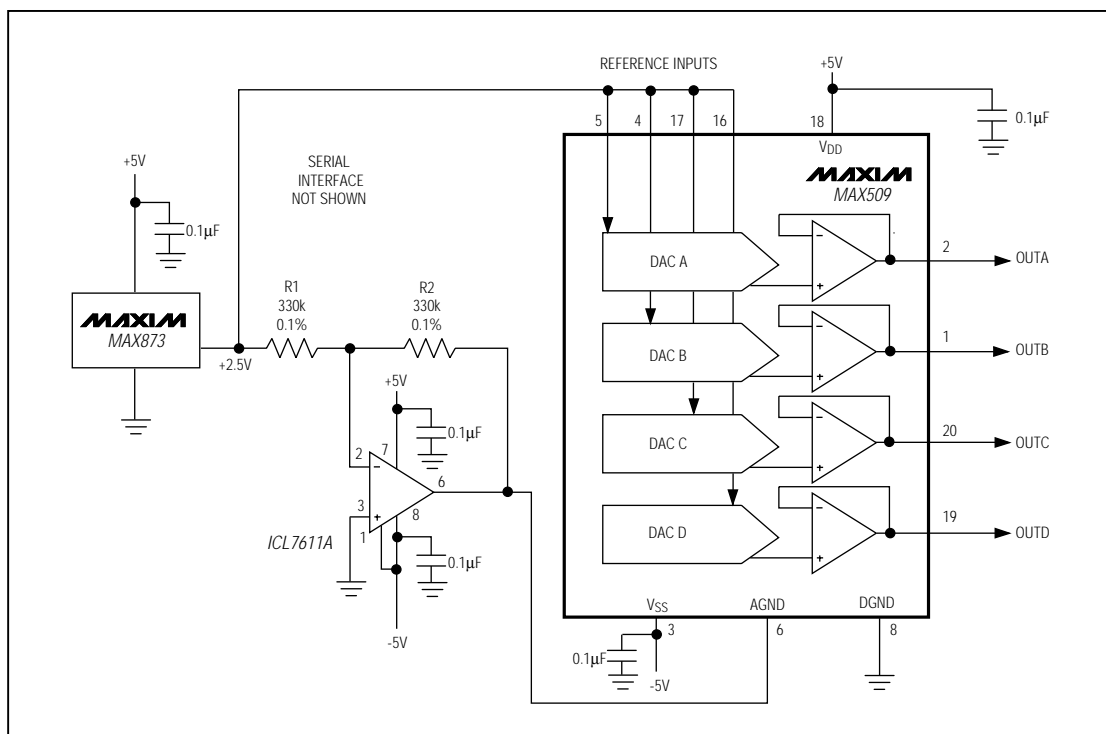 REFERENCE INPUTS
+5V
5
4
17
16
18
0.1μF
VDD
MAXIM
MAX509
+5V
0.1μF
SERIAL
INTERFACE
NOT SHOWN
MAXIM
MAX873
+2.5V
R1
330k
0.1%
R2
330k
0.1%
+5V
0.1μF
2
7
6
3
1
8
-
+
ICL7611A
0.1μF
-5V
DAC A
-
+
2
OUTA
DAC B
-
+
1
OUTB
DAC C
-
+
20
OUTC
DAC D
-
+
19
OUTD
VSS
AGND
DGND
3
6
8
0.1μF
-5V